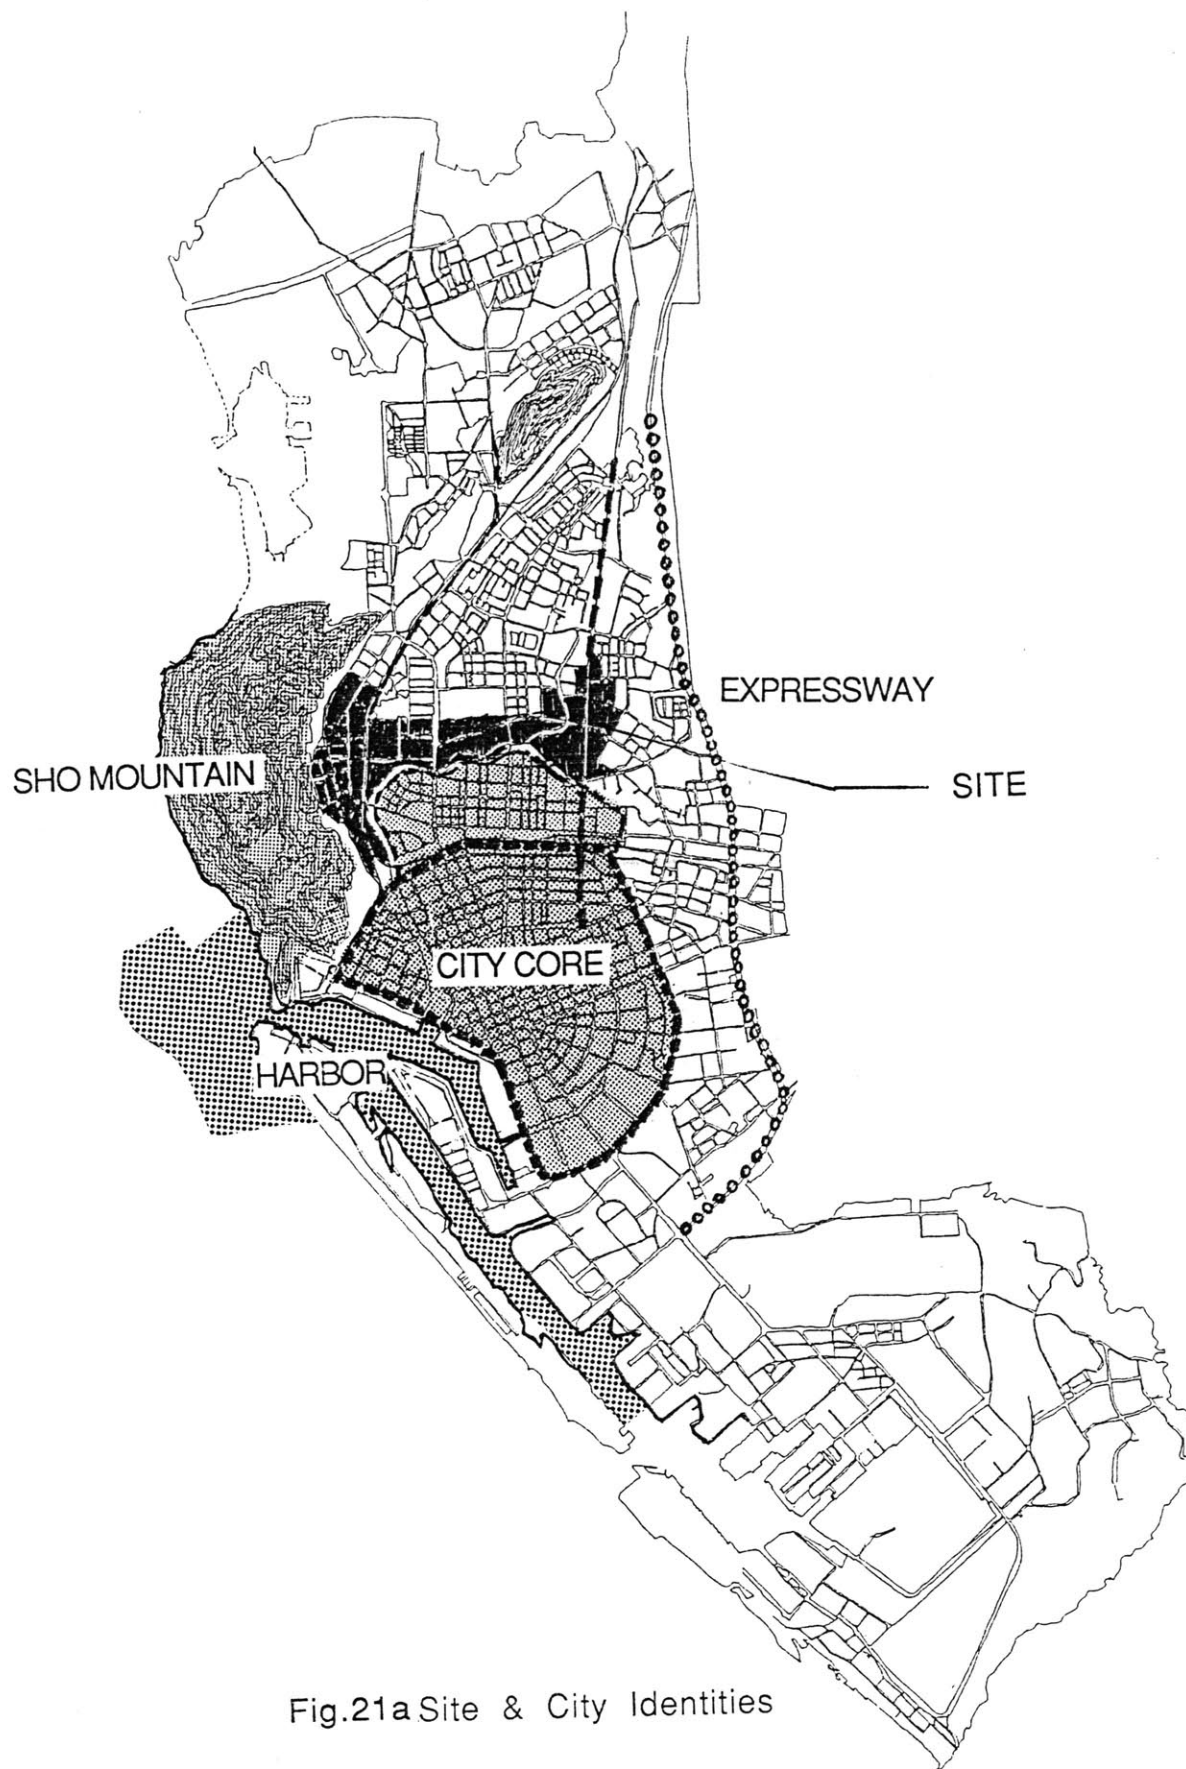 EXPRESSWAY
SHO MOUNTAIN
SITE
CITY CORE
HARBOR
Fig.21a Site & City Identities